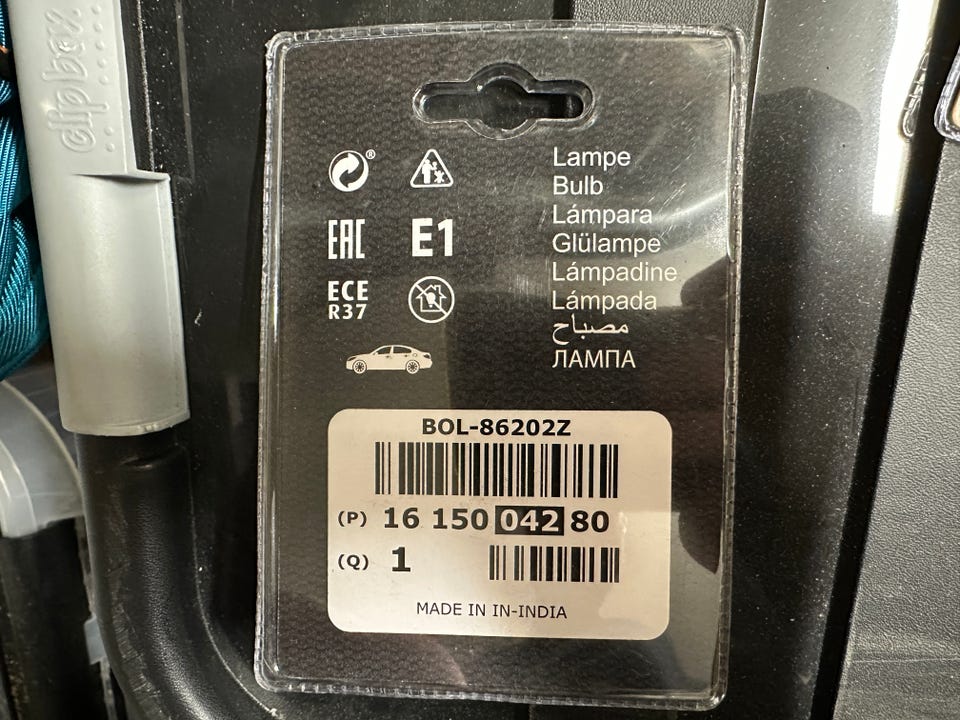 clip box
Lampe
Bulb
Lámpara
Glülampe
Lámpadine
Lámpada
مصباح
ЛАМПА
®
EAC E1
ECE
R37
BOL-86202Z
(P) 16 150 042 80
(Q) 1
MADE IN IN-INDIA